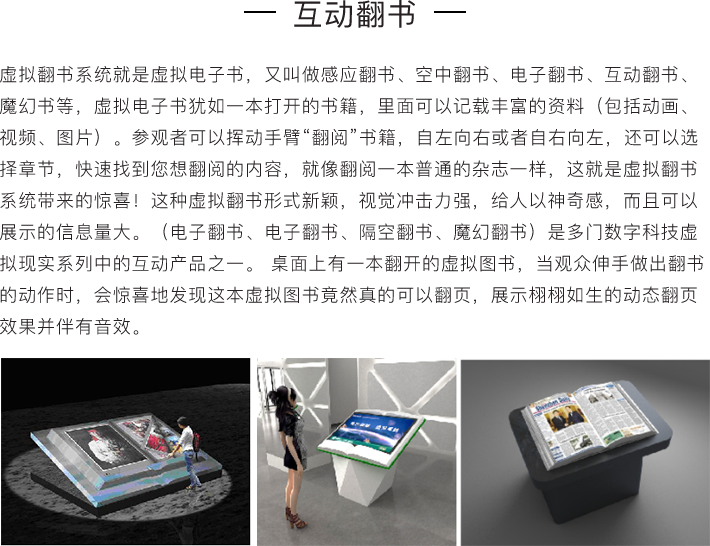 互动翻书
虚拟翻书系统就是虚拟电子书，又叫做感应翻书、空中翻书、电子翻书、互动翻书、
魔幻书等，虚拟电子书犹如一本打开的书籍，里面可以记载丰富的资料（包括动画、
视频、图片）。参观者可以挥动手臂“翻阅”书籍，自左向右或者自右向左，还可以选
择章节，快速找到您想翻阅的内容，就像翻阅一本普通的杂志一样，这就是虚拟翻书
系统带来的惊喜！这种虚拟翻书形式新颖，视觉冲击力强，给人以神奇感，而且可以
展示的信息量大。（电子翻书、电子翻书、隔空翻书、魔幻翻书）是多门数字科技虚
拟现实系列中的互动产品之一。 桌面上有一本翻开的虚拟图书，当观众伸手做出翻书
的动作时，会惊喜地发现这本虚拟图书竟然真的可以翻页，展示栩栩如生的动态翻页
效果并伴有音效。